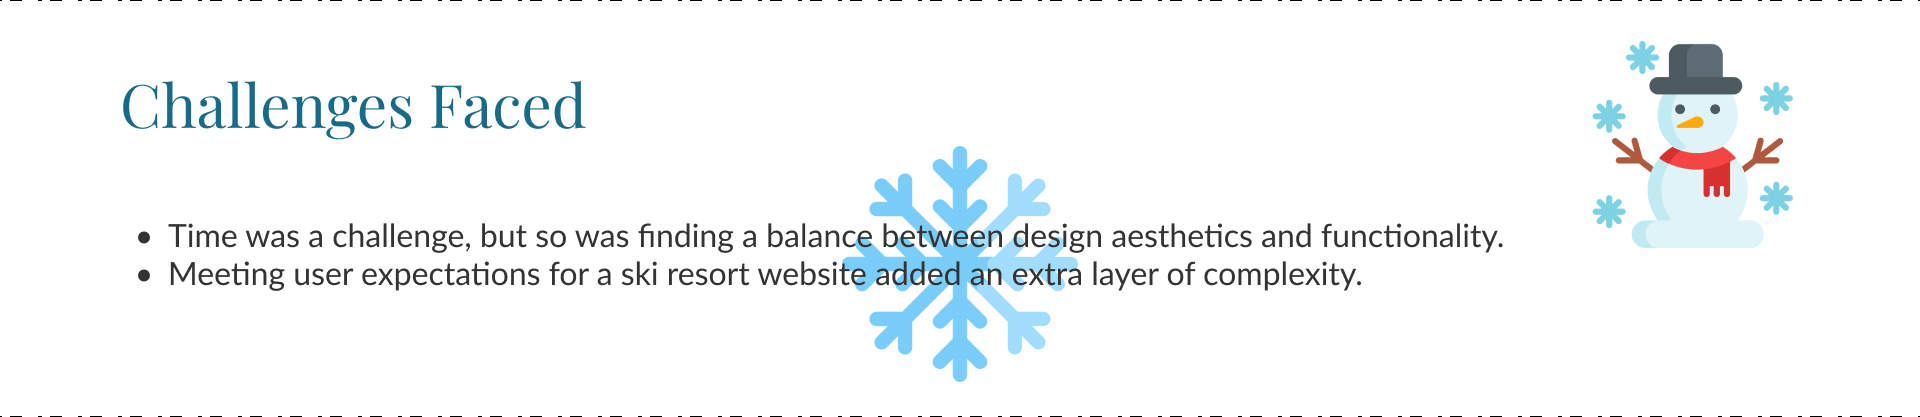 Challenges Faced
• Time was a challenge, but so was finding a balance between design aesthetics and functionality.
• Meeting user expectations for a ski resort website added an extra layer of complexity.